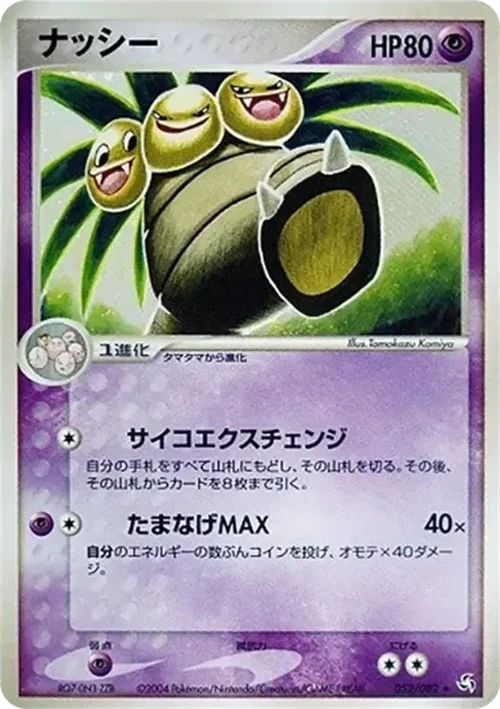 ナッシー HP80
Illus.Tomokazu Komiya
1進化 タマタマから進化
サイコエクスチェンジ
自分の手札をすべて山札にもどし、その山札を切る。その後、
その山札からカードを8枚まで引く。
たまなげMAX 40×
自分のエネルギーの数ぶんコインを投げ、オモテ×40ダメー
ジ。
弱点 抵抗力 にげる
©2004 Pokémon/Nintendo/Creatures/GAME FREAK 052/082